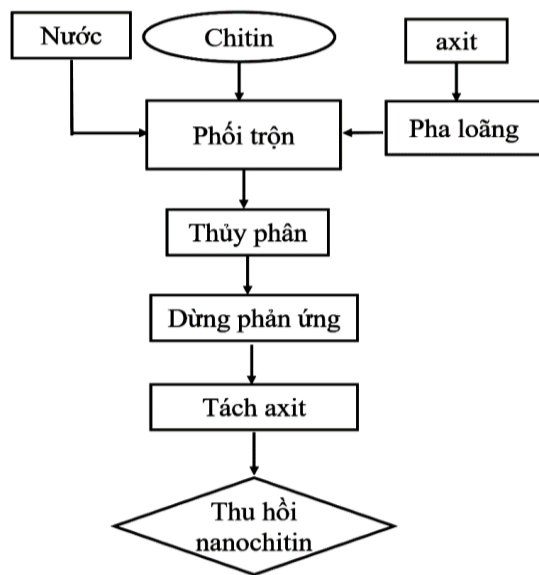 Nước
Chitin
axit
Phối trộn
Pha loãng
Thủy phân
Dừng phản ứng
Tách axit
Thu hồi
nanochitin